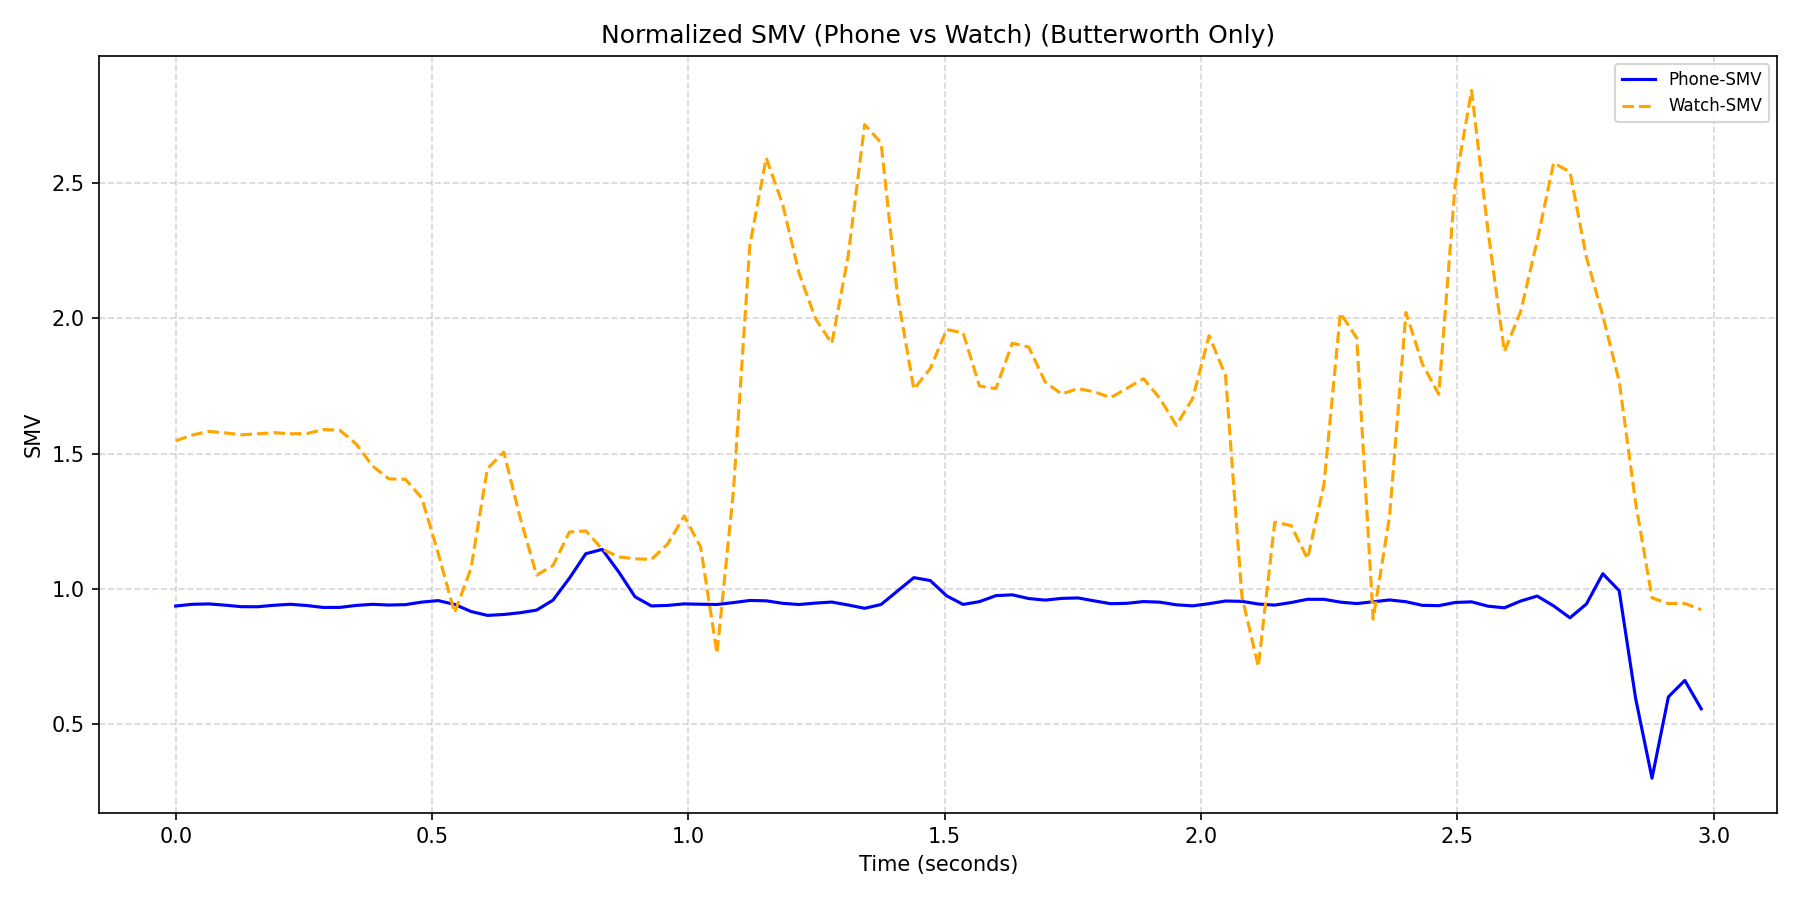 Normalized SMV (Phone vs Watch) (Butterworth Only)
Phone-SMV
Watch-SMV
SMV
2.5
2.0
1.5
1.0
0.5
0.0 0.5 1.0 1.5 2.0 2.5 3.0
Time (seconds)